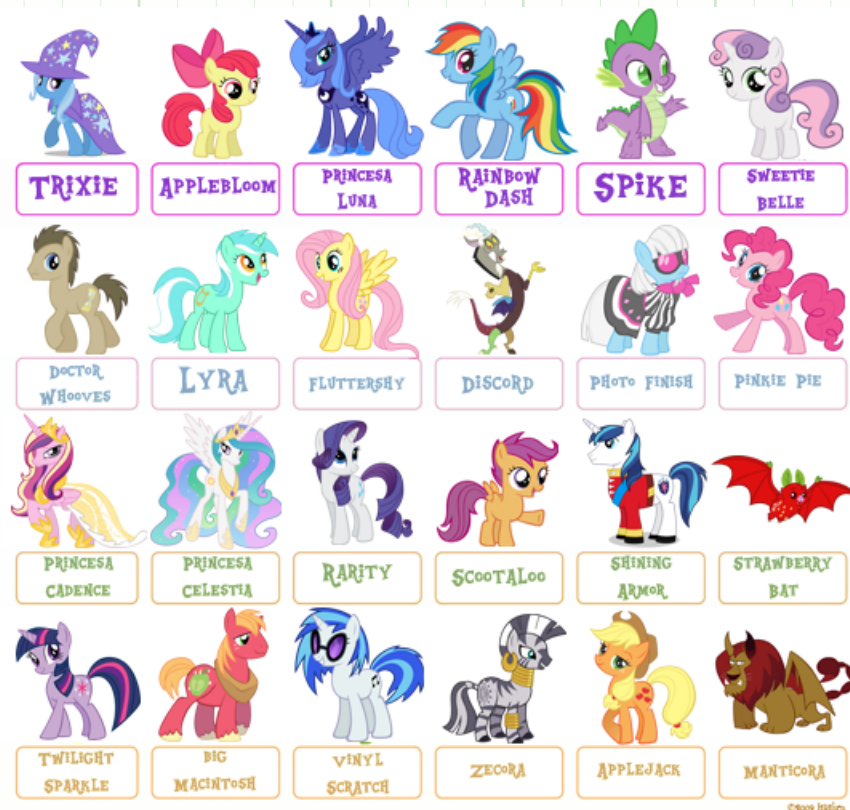 Trixie
Applebloom
Princesa
Luna
Rainbow
Dash
Spike
Sweetie
Belle
Doctor
Whooves
Lyra
Fluttershy
Discord
Photo Finish
Pinkie Pie
Princesa
Cadence
Princesa
Celestia
Rarity
Scootaloo
Shining
Armor
Strawberry
Bat
Twilight
Sparkle
Big
Macintosh
Vinyl
Scratch
Zecora
Applejack
Manticora